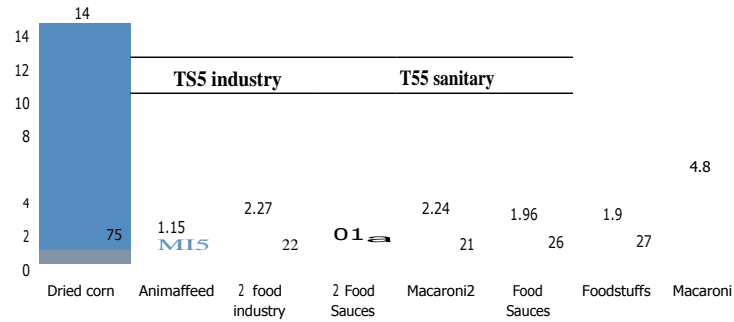 14
14
12
TS5 industry T55 sanitary
10
8
4.8
4
2.27 2.24 1.96 1.9
1.15
2
75 MI5 22 01a 21 26 27
0
Dried corn Animaffeed 2 food industry 2 Food Sauces Macaroni2 Food Sauces Foodstuffs Macaroni